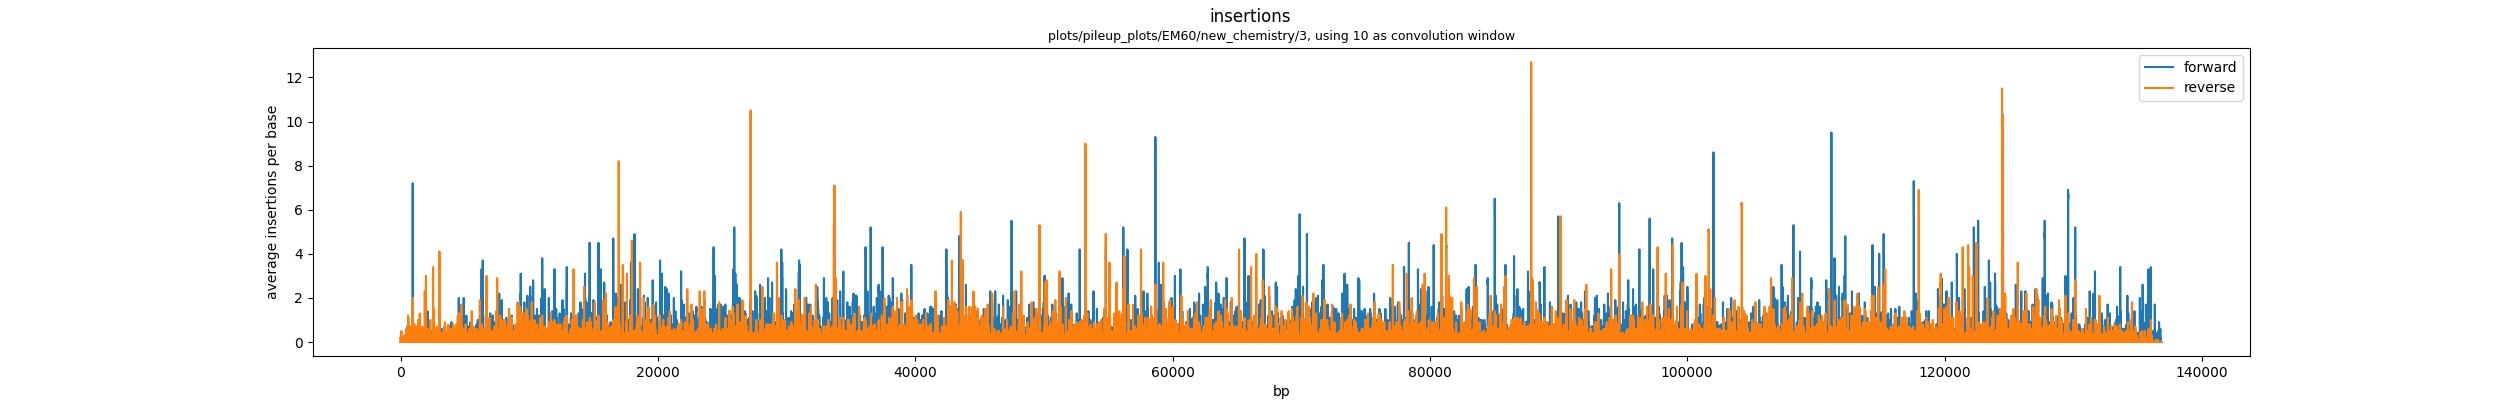 insertions
plots/pileup_plots/EM60/new_chemistry/3, using 10 as convolution window
average insertions per base
12
10
8
6
4
2
0
forward
reverse
0 20000 40000 60000 80000 100000 120000 140000
bp